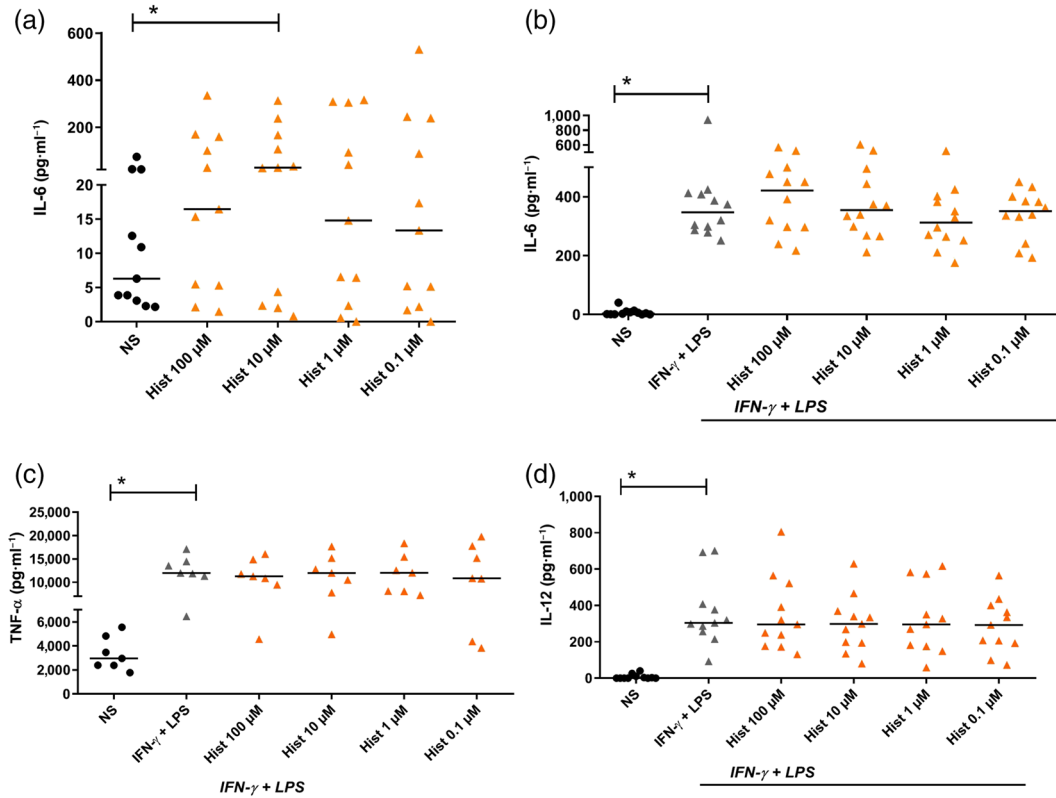 (a)
*
600
400
200
20
15
10
5
0
IL-6 (pg·ml⁻¹)
NS
Hist 100 µM
Hist 10 µM
Hist 1 µM
Hist 0.1 µM
(b)
*
1,000
800
600
400
200
0
IL-6 (pg·ml⁻¹)
NS
IFN-γ + LPS
Hist 100 µM
Hist 10 µM
Hist 1 µM
Hist 0.1 µM
IFN-γ + LPS
(c)
*
25,000
20,000
15,000
10,000
6,000
4,000
2,000
0
TNF-α (pg·ml⁻¹)
NS
IFN-γ + LPS
Hist 100 µM
Hist 10 µM
Hist 1 µM
Hist 0.1 µM
IFN-γ + LPS
(d)
*
1,000
800
600
400
200
0
IL-12 (pg·ml⁻¹)
NS
IFN-γ + LPS
Hist 100 µM
Hist 10 µM
Hist 1 µM
Hist 0.1 µM
IFN-γ + LPS